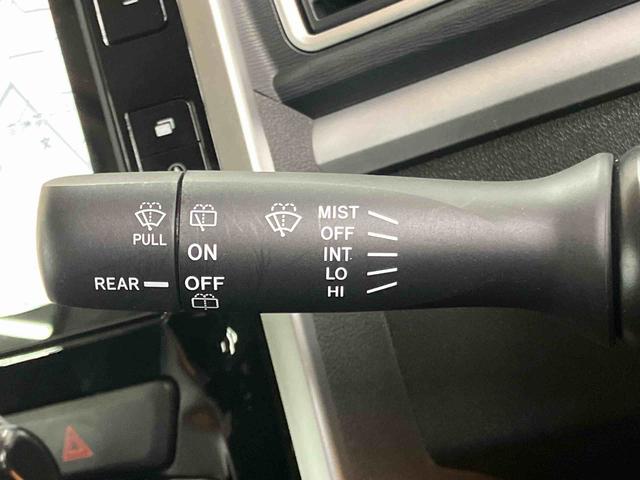 PULL
REAR
ON
OFF
MIST
OFF
INT
LO
HI